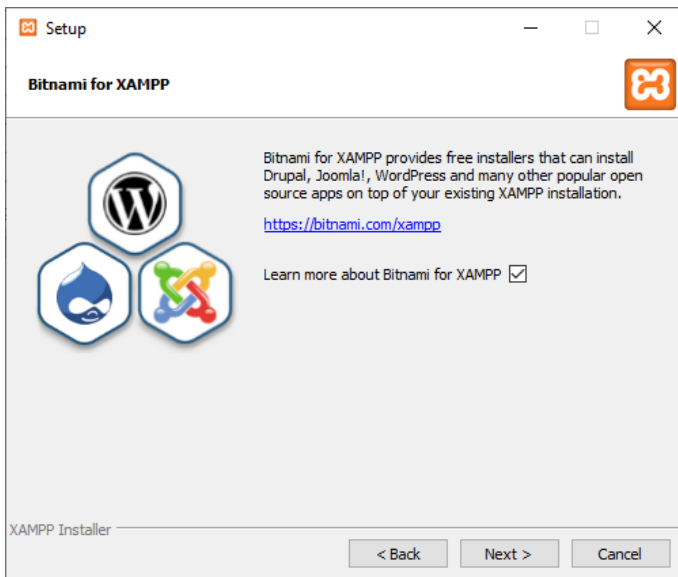 Setup
Bitnami for XAMPP
Bitnami for XAMPP provides free installers that can install
Drupal, Joomla!, WordPress and many other popular open
source apps on top of your existing XAMPP installation.
https://bitnami.com/xampp
Learn more about Bitnami for XAMPP
XAMPP Installer
< Back
Next >
Cancel